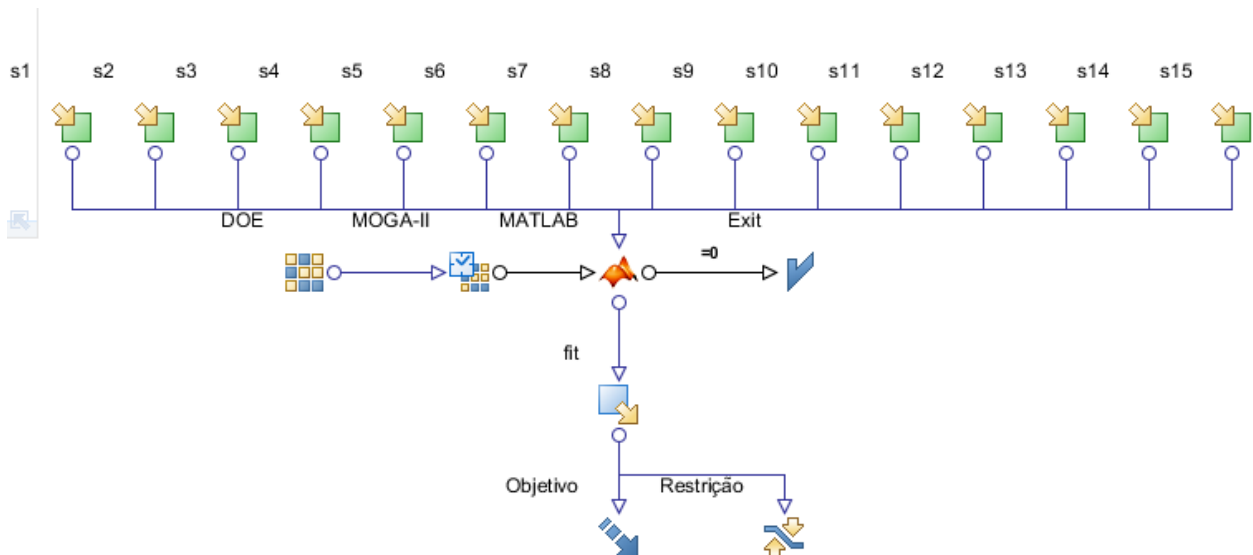 s1 s2 s3 s4 s5 s6 s7 s8 s9 s10 s11 s12 s13 s14 s15
DOE MOGA-II MATLAB Exit
=0
fit
Objetivo Restrição